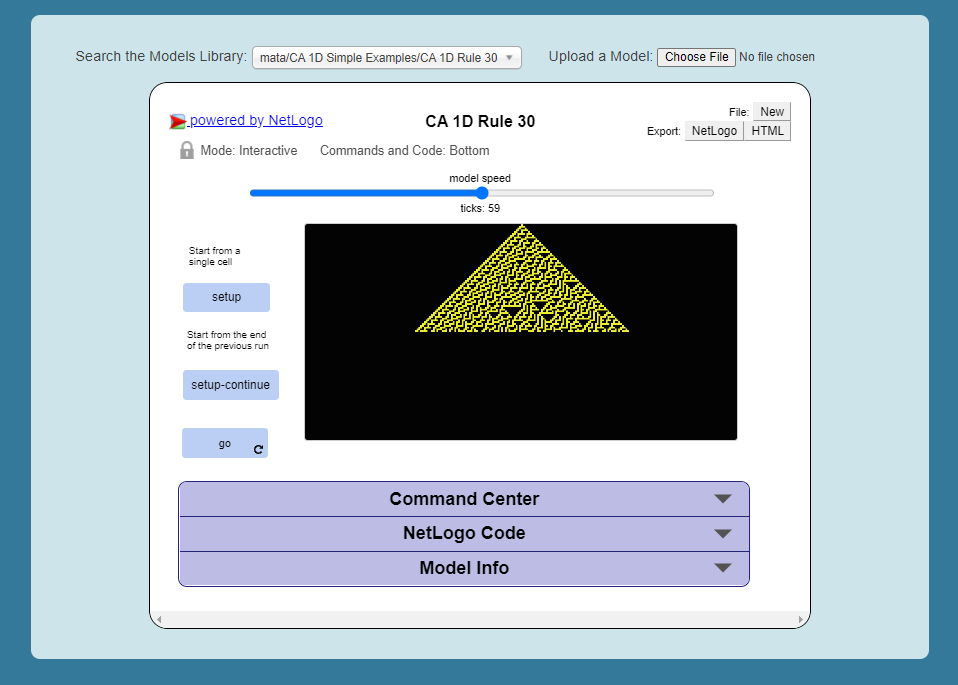 Search the Models Library: mata/CA 1D Simple Examples/CA 1D Rule 30 Upload a Model: Choose File No file chosen
powered by NetLogo CA 1D Rule 30 File: New
Export: NetLogo HTML
Mode: Interactive Commands and Code: Bottom
model speed
ticks: 59
Start from a
single cell
setup
Start from the end
of the previous run
setup-continue
go
Command Center
NetLogo Code
Model Info